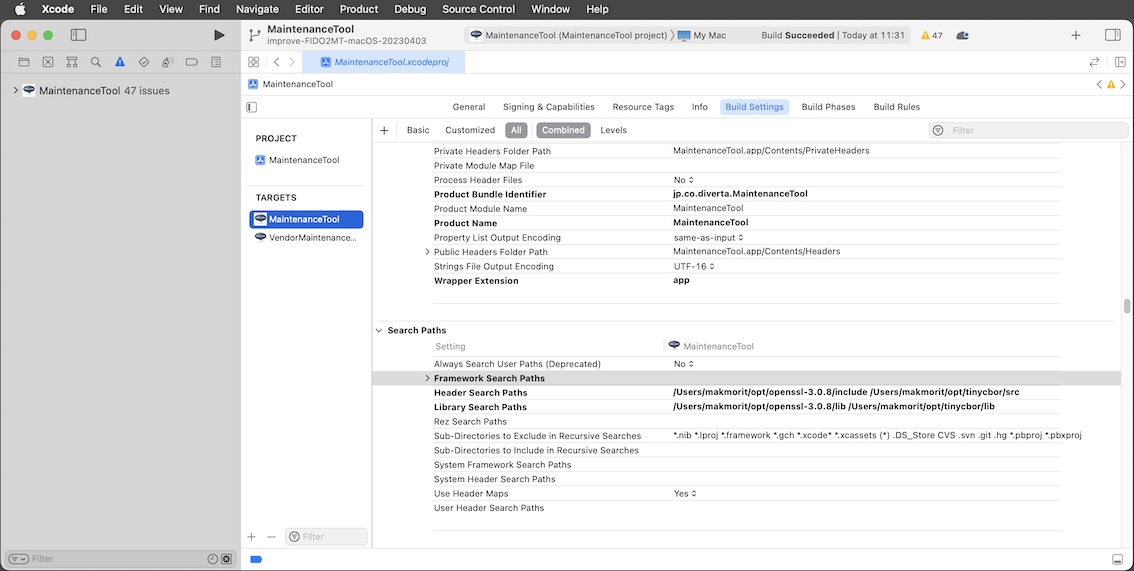 Xcode File Edit View Find Navigate Editor Product Debug Source Control Window Help
MaintenanceTool
improve-FIDO2MT-macOS-20230403
MaintenanceTool (MaintenanceTool project) 〉 My Mac
Build Succeeded | Today at 11:31
47
MaintenanceTool.xcodeproj
MaintenanceTool 47 issues
MaintenanceTool
General Signing & Capabilities Resource Tags Info Build Settings Build Phases Build Rules
PROJECT
MaintenanceTool
TARGETS
MaintenanceTool
VendorMaintenance...
Filter
Basic Customized All Combined Levels
Filter
Private Headers Folder Path MaintenanceTool.app/Contents/PrivateHeaders
Private Module Map File
Process Header Files No
Product Bundle Identifier jp.co.diverta.MaintenanceTool
Product Module Name MaintenanceTool
Product Name MaintenanceTool
Property List Output Encoding same-as-input
Public Headers Folder Path MaintenanceTool.app/Contents/Headers
Strings File Output Encoding UTF-16
Wrapper Extension app
Search Paths
Setting MaintenanceTool
Always Search User Paths (Deprecated) No
Framework Search Paths
Header Search Paths /Users/makmorit/opt/openssl-3.0.8/include /Users/makmorit/opt/tinycbor/src
Library Search Paths /Users/makmorit/opt/openssl-3.0.8/lib /Users/makmorit/opt/tinycbor/lib
Rez Search Paths
Sub-Directories to Exclude in Recursive Searches *.nib *.lproj *.framework *.gch *.xcode* *.xcassets (*) .DS_Store CVS .svn .git .hg *.pbproj *.pbxproj
Sub-Directories to Include in Recursive Searches
System Framework Search Paths
System Header Search Paths
Use Header Maps Yes
User Header Search Paths
Filter